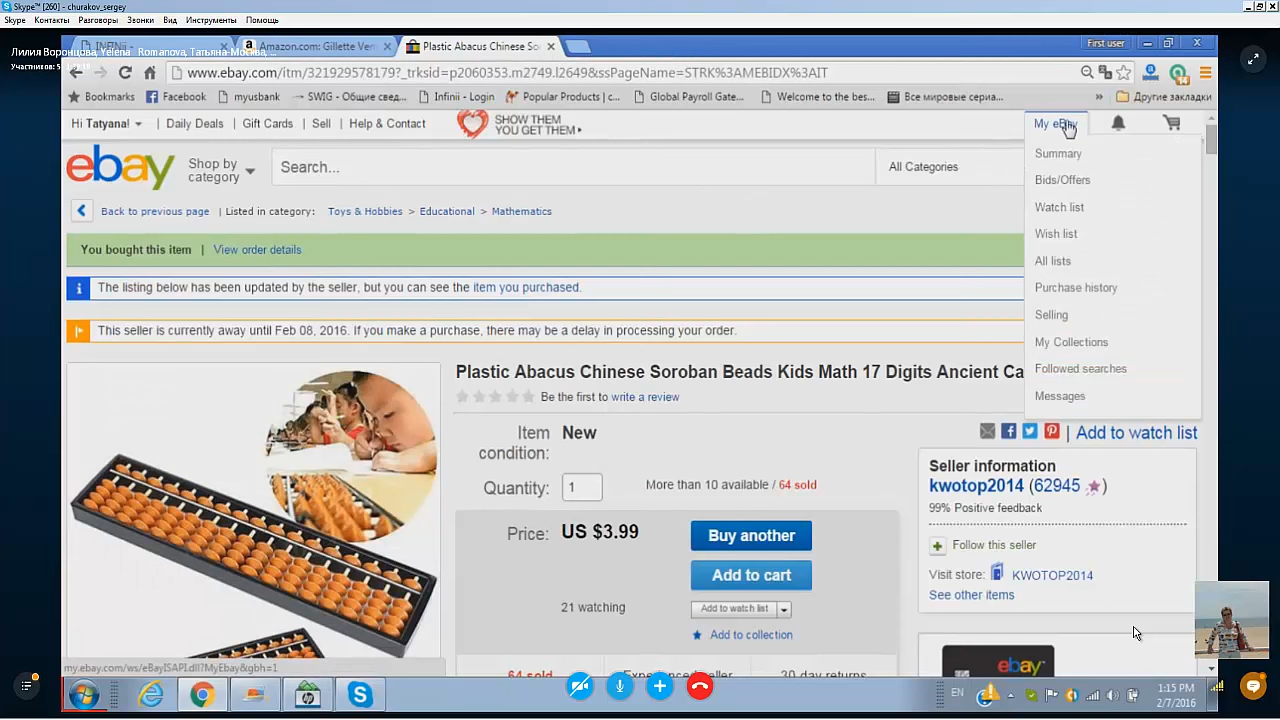 Skype™ [260] - churakov_sergey
Skype Контакты Разговоры Звонки Вид Инструменты Помощь
Лилия Воронцова, Yelena Romanova, Татьяна-Москва, ...
Amazon.com: Gillette Ven
Plastic Abacus Chinese So
First user
www.ebay.com/itm/321929578179?_trksid=p2060353.m2749.l2649&ssPageName=STRK%3AMEBIDX%3AIT
Bookmarks Facebook myusbank SWIG - Общие свед... Infinii - Login Popular Products | c... Global Payroll Gate... Welcome to the bes... Все мировые сериа... » Другие закладки
Hi Tatyana! Daily Deals Gift Cards Sell Help & Contact
SHOW THEM
YOU GET THEM
My eBay
ebay
Shop by
category
Search...
All Categories
Summary
Bids/Offers
Watch list
Wish list
All lists
Purchase history
Selling
My Collections
Followed searches
Messages
Back to previous page | Listed in category: Toys & Hobbies > Educational > Mathematics
You bought this item | View order details
The listing below has been updated by the seller, but you can see the item you purchased.
This seller is currently away until Feb 08, 2016. If you make a purchase, there may be a delay in processing your order.
Plastic Abacus Chinese Soroban Beads Kids Math 17 Digits Ancient Ca
Be the first to write a review
Item
condition:
New
Quantity: 1
More than 10 available / 64 sold
Price: US $3.99
Buy another
Add to cart
21 watching
Add to watch list
Add to collection
64 sold Experienced seller 30 day returns
| Add to watch list
Seller information
kwotop2014 (62945 )
99% Positive feedback
Follow this seller
Visit store: KWOTOP2014
See other items
ebay
my.ebay.com/ws/eBayISAPI.dll?MyEbay&gbh=1
EN
1:15 PM
2/7/2016